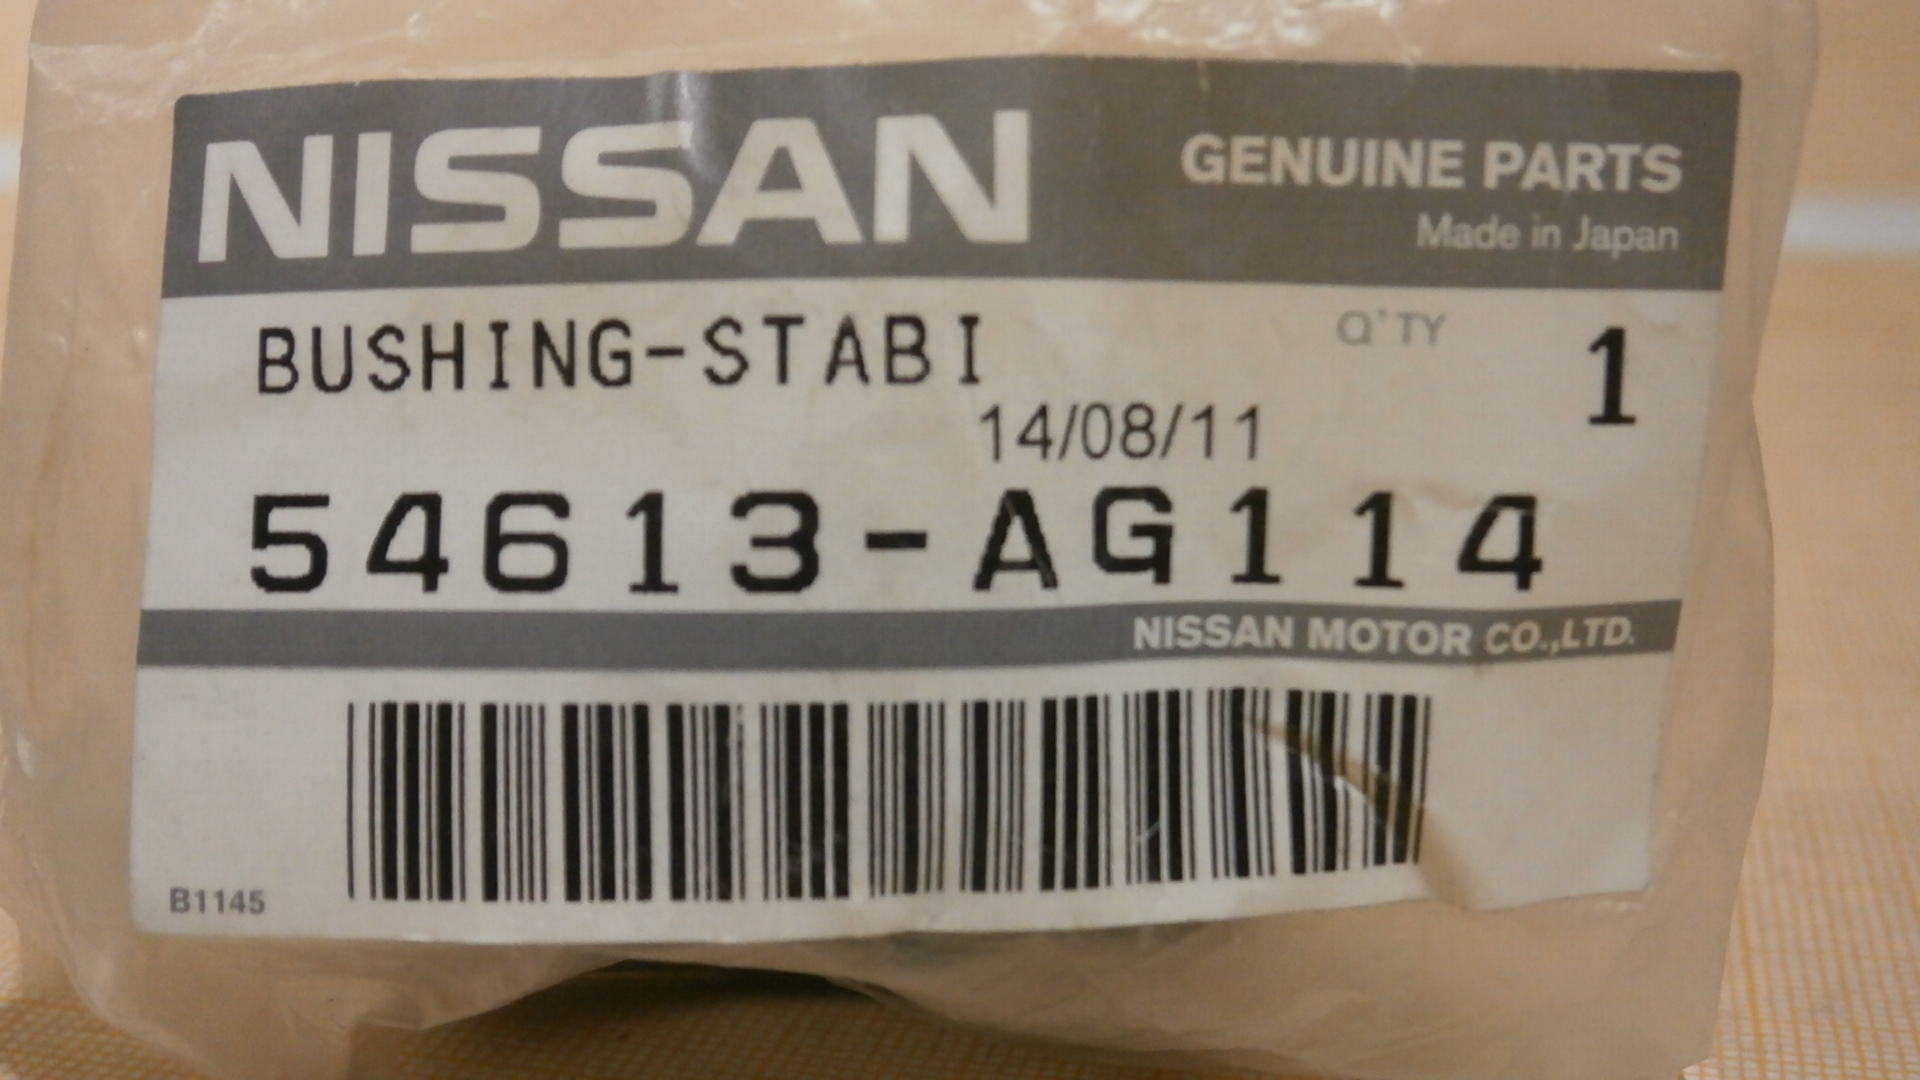 NISSAN
GENUINE PARTS
Made in Japan
BUSHING-STABI
Q'TY 1
14/08/11
54613-AG114
NISSAN MOTOR CO.,LTD.
B1145